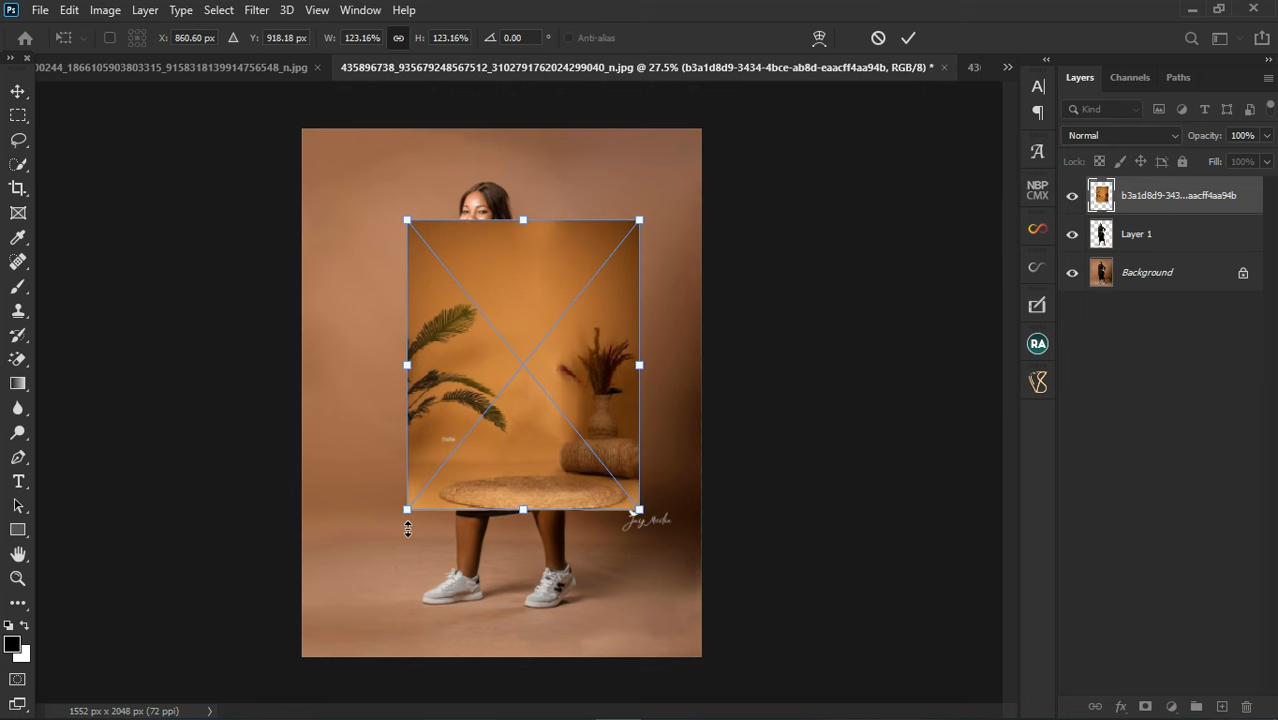 Ps File Edit Image Layer Type Select Filter 3D View Window Help
X: 860.60 px Y: 918.18 px W: 123.16% H: 123.16% 0.00 ° Anti-alias
00244_1866105903803315_9158318139914756548_n.jpg × 435896738_935679248567512_3102791762024299040_n.jpg @ 27.5% (b3a1d8d9-3434-4bce-ab8d-eaacff4aa94b, RGB/8) * ×
Layers Channels Paths
Kind
Normal Opacity: 100%
Lock: Fill: 100%
b3a1d8d9-343...aacff4aa94b
Layer 1
Background
NBP
CMX
RA
1552 px x 2048 px (72 ppi)